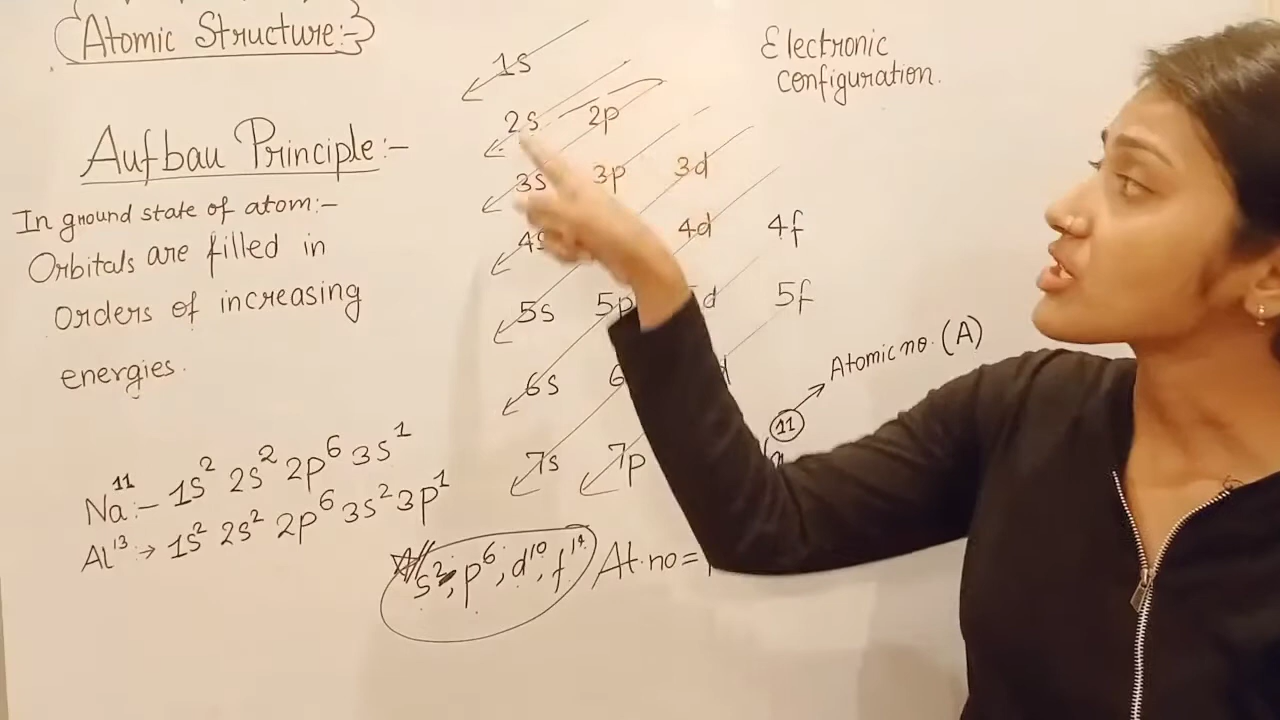 Atomic Structure:-
Aufbau Principle:-
In ground state of atom:-
Orbitals are filled in
orders of increasing
energies.
Na¹¹:- 1s² 2s² 2p⁶ 3s¹
Al¹³ → 1s² 2s² 2p⁶ 3s² 3p¹
s², p⁶, d¹⁰, f¹⁴
At. no =
1s
2s 2p
3s 3p 3d
4s 4d 4f
5s 5p 5f
6s
7s 7p
Electronic
configuration.
Atomic no. (A)
11